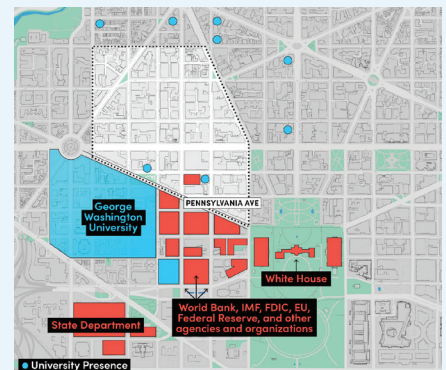 PENNSYLVANIA AVE
George
Washington
University
White House
World Bank, IMF, FDIC, EU,
Federal Reserve, and other
agencies and organizations
State Department
University Presence